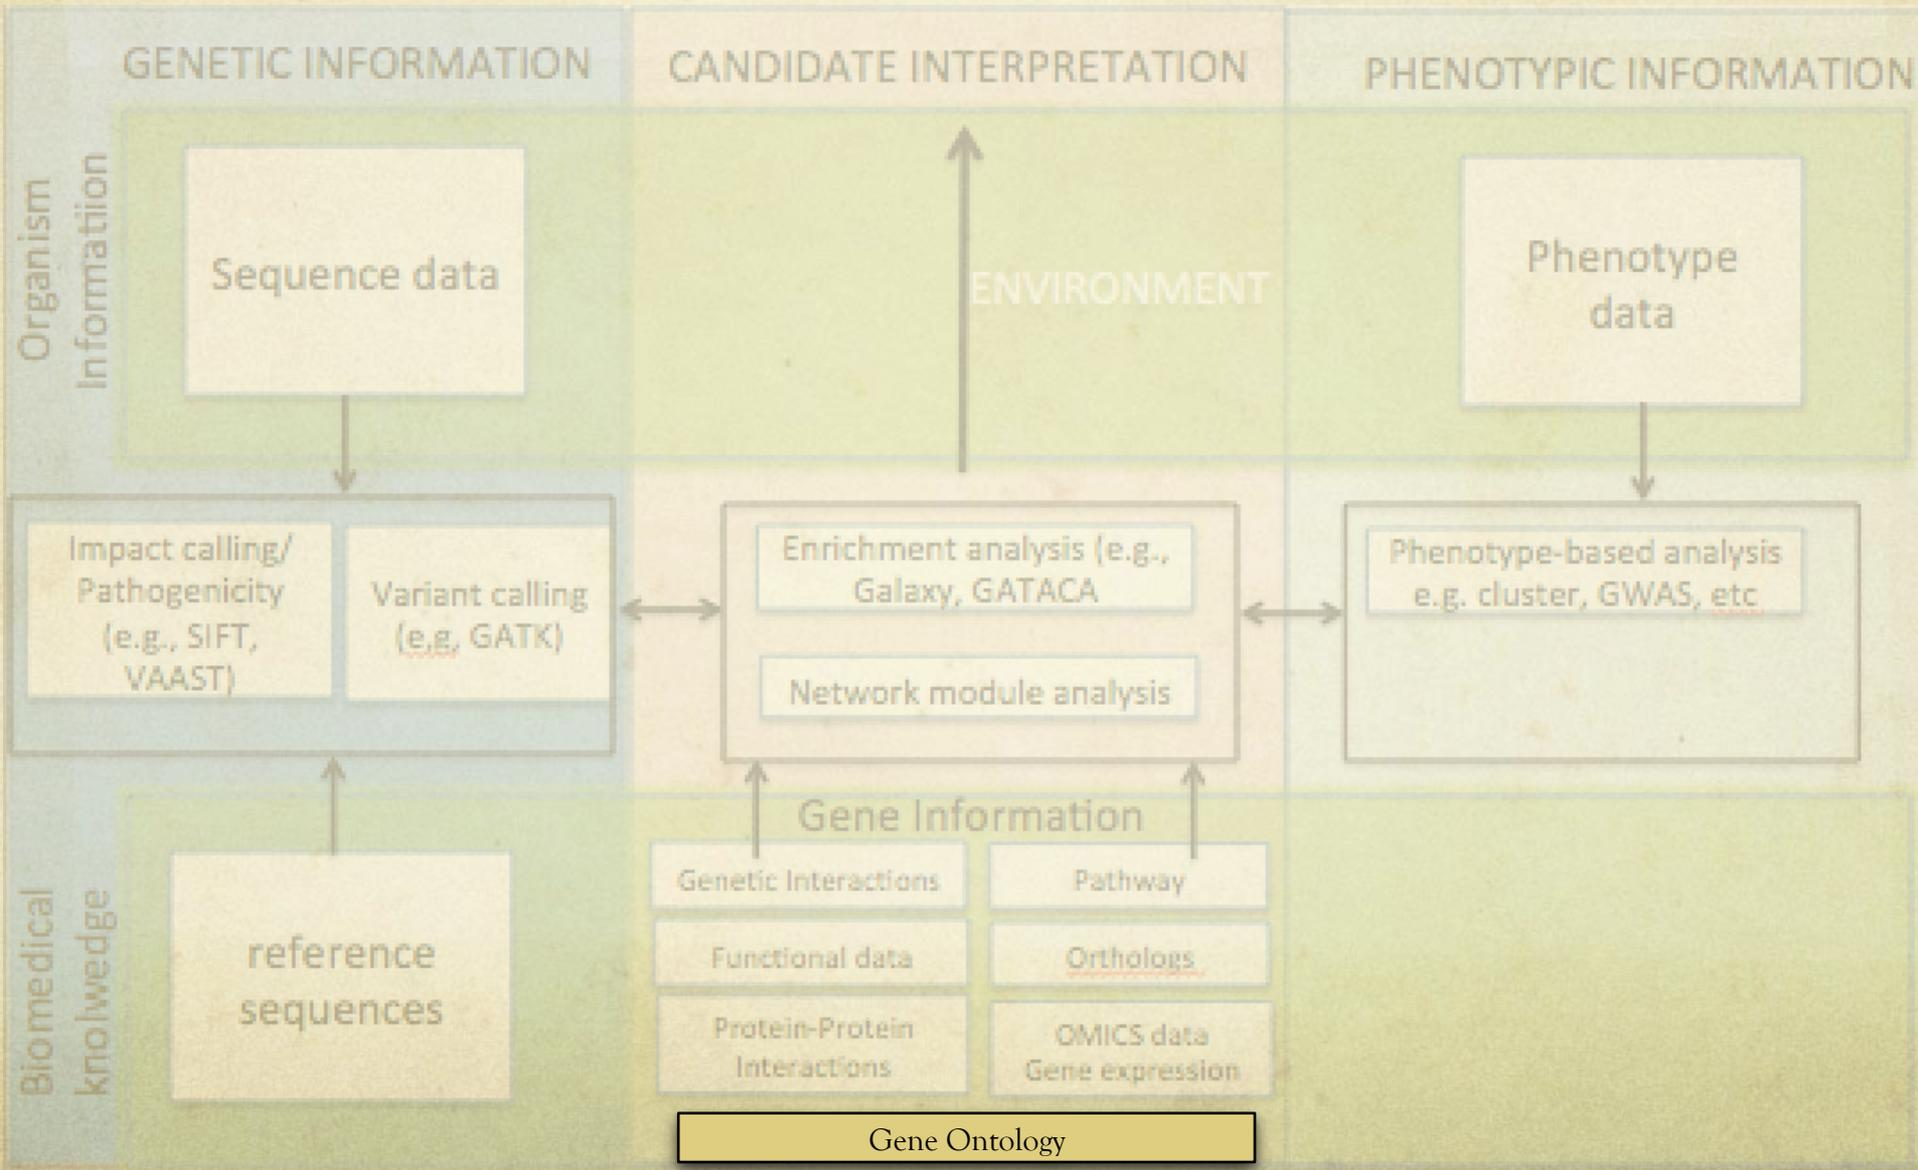 GENETIC INFORMATION
CANDIDATE INTERPRETATION
PHENOTYPIC INFORMATION
Organism
Informatiion
Sequence data
ENVIRONMENT
Phenotype
data
Impact calling/
Pathogenicity
(e.g., SIFT,
VAAST)
Variant calling
(e,g, GATK)
Enrichment analysis (e.g.,
Galaxy, GATACA
Network module analysis
Phenotype-based analysis
e.g. cluster, GWAS, etc
Biomedical
knolwedge
reference
sequences
Gene Information
Genetic Interactions
Pathway
Functional data
Orthologs
Protein-Protein
Interactions
OMICS data
Gene expression
Gene Ontology